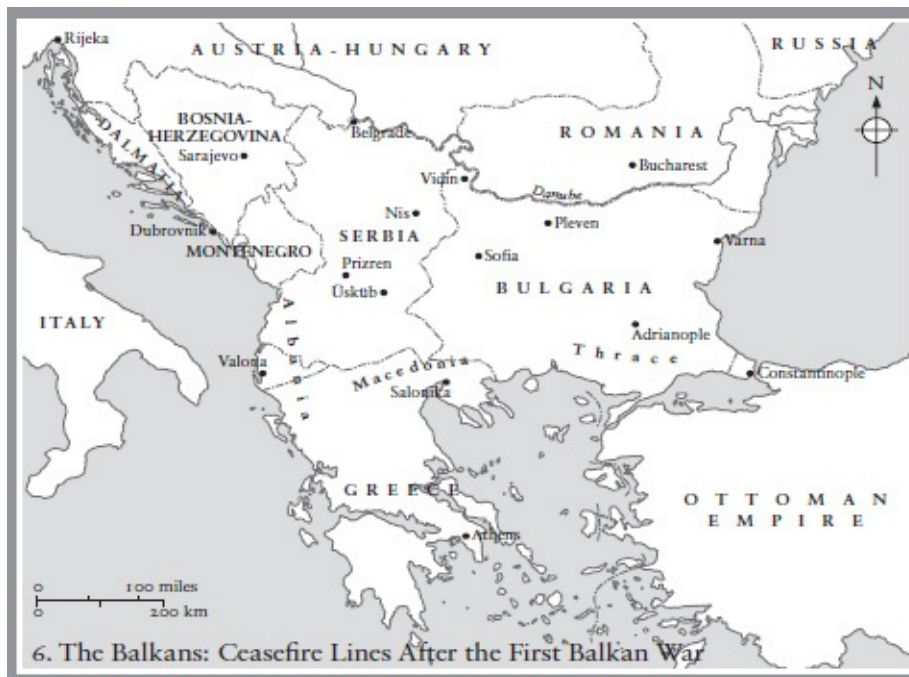 Rijeka
AUSTRIA-HUNGARY
RUSSIA
N
BOSNIA-
HERZEGOVINA
Sarajevo
DALMATIA
Belgrade
ROMANIA
Bucharest
Vidin
Danube
Nis
Pleven
Dubrovnik
SERBIA
Varna
MONTENEGRO
Sofia
Prizren
Üsküb
BULGARIA
ITALY
Albania
Adrianople
Thrace
Valona
Macedonia
Constantinople
Salonika
GREECE
OTTOMAN
EMPIRE
Athens
0 100 miles
0 200 km
6. The Balkans: Ceasefire Lines After the First Balkan War